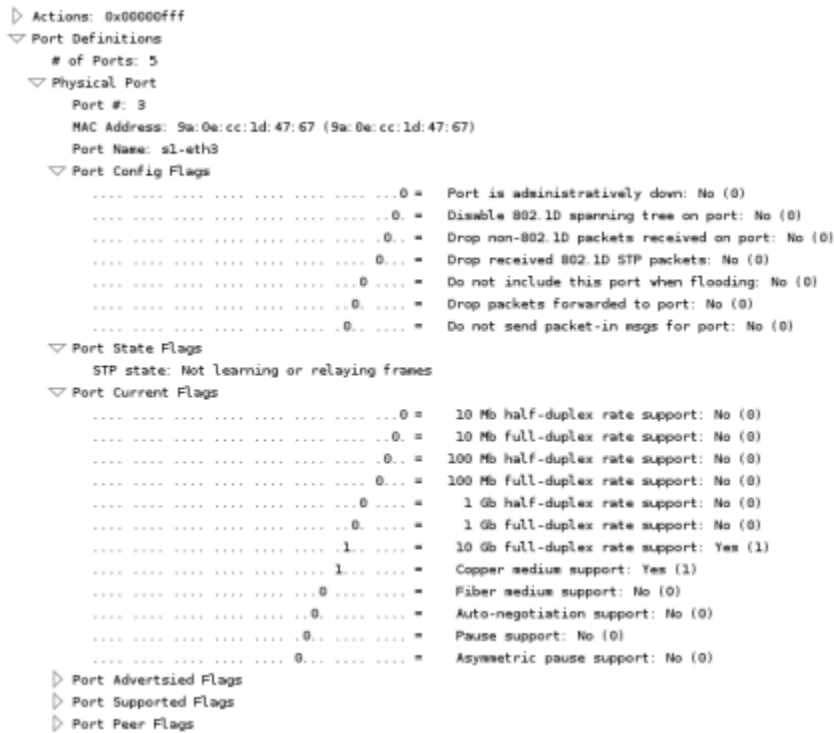 Actions: 0x00000fff
Port Definitions
# of Ports: 5
Physical Port
Port #: 3
MAC Address: 9a:0e:cc:1d:47:67 (9a:0e:cc:1d:47:67)
Port Name: s1-eth3
Port Config Flags
.... .... .... .... .... .... .... ...0 = Port is administratively down: No (0)
.... .... .... .... .... .... .... ..0. = Disable 802.1D spanning tree on port: No (0)
.... .... .... .... .... .... .... .0.. = Drop non-802.1D packets received on port: No (0)
.... .... .... .... .... .... .... 0... = Drop received 802.1D STP packets: No (0)
.... .... .... .... .... .... ...0 .... = Do not include this port when flooding: No (0)
.... .... .... .... .... .... ..0. .... = Drop packets forwarded to port: No (0)
.... .... .... .... .... .... .0.. .... = Do not send packet-in msgs for port: No (0)
Port State Flags
STP state: Not learning or relaying frames
Port Current Flags
.... .... .... .... .... .... .... ...0 = 10 Mb half-duplex rate support: No (0)
.... .... .... .... .... .... .... ..0. = 10 Mb full-duplex rate support: No (0)
.... .... .... .... .... .... .... .0.. = 100 Mb half-duplex rate support: No (0)
.... .... .... .... .... .... .... 0... = 100 Mb full-duplex rate support: No (0)
.... .... .... .... .... .... ...0 .... = 1 Gb half-duplex rate support: No (0)
.... .... .... .... .... .... ..0. .... = 1 Gb full-duplex rate support: No (0)
.... .... .... .... .... .... .1.. .... = 10 Gb full-duplex rate support: Yes (1)
.... .... .... .... .... .... 1... .... = Copper medium support: Yes (1)
.... .... .... .... .... ...0 .... .... = Fiber medium support: No (0)
.... .... .... .... .... ..0. .... .... = Auto-negotiation support: No (0)
.... .... .... .... .... .0.. .... .... = Pause support: No (0)
.... .... .... .... .... 0... .... .... = Asymmetric pause support: No (0)
Port Advertsied Flags
Port Supported Flags
Port Peer Flags